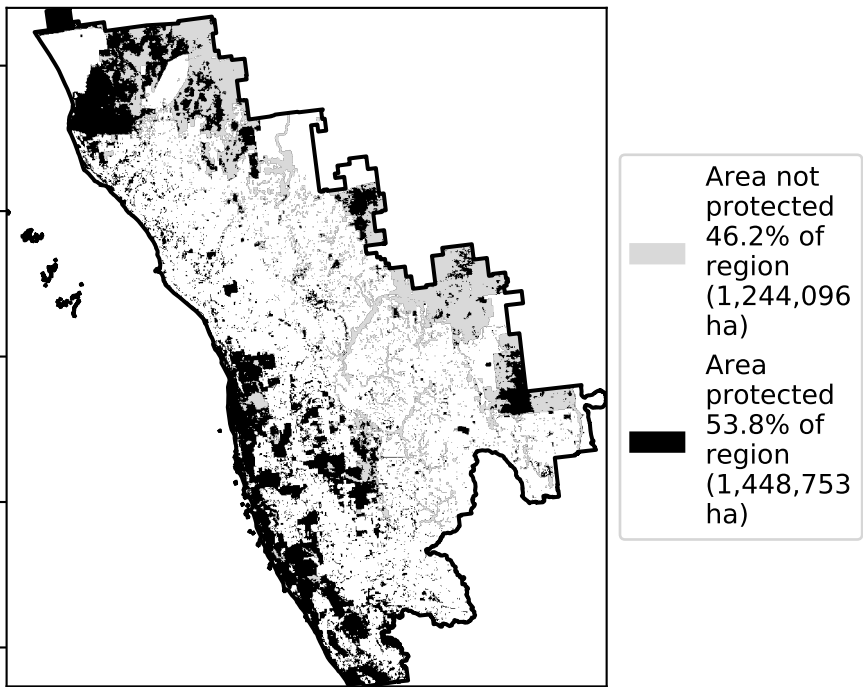 Area not
protected
46.2% of
region
(1,244,096
ha)
Area
protected
53.8% of
region
(1,448,753
ha)